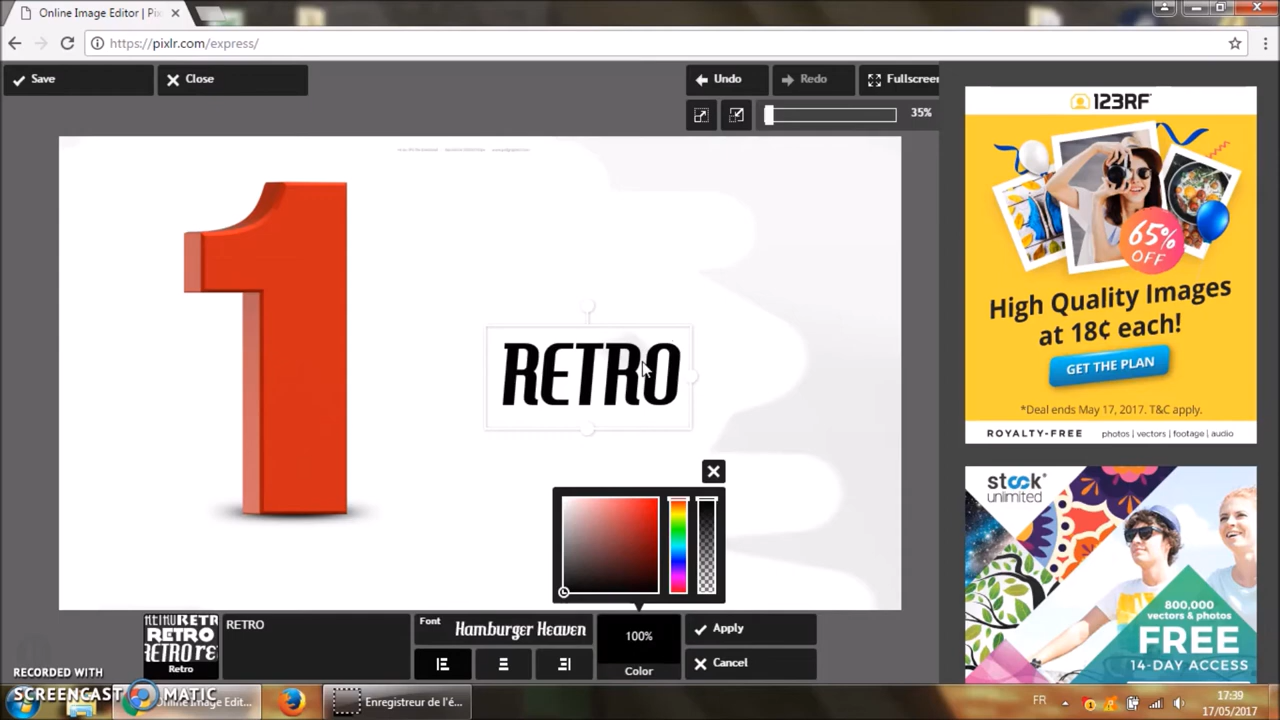 Online Image Editor | Pix
https://pixlr.com/express/
Save
Close
Undo
Redo
Fullscreen
35%
1
RETRO
123RF
65%
OFF
High Quality Images
at 18¢ each!
GET THE PLAN
*Deal ends May 17, 2017. T&C apply.
ROYALTY-FREE photos | vectors | footage | audio
stock
unlimited
800,000
vectors & photos
FREE
14-DAY ACCESS
RETRO
RETRO
Retro
RETRO
Font
Hamburger Heaven
100%
Color
Apply
Cancel
RECORDED WITH
SCREENCAST MATIC
Online Image Edit...
Enregistreur de l'é...
FR
17:39
17/05/2017